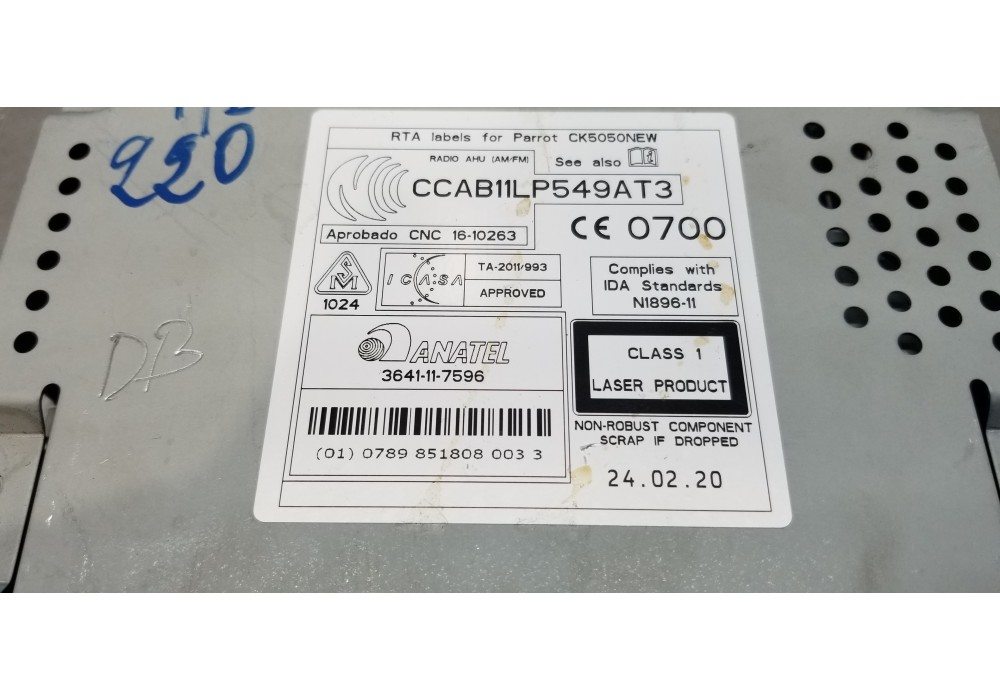 220
RTA labels for Parrot CK5050NEW
RADIO AHU (AM/FM)
See also
CCAB11LP549AT3
Aprobado CNC 16-10263
CE 0700
SM
1024
ICASA
TA-2011/993
APPROVED
Complies with
IDA Standards
N1896-11
ANATEL
3641-11-7596
CLASS 1
LASER PRODUCT
(01) 0789 851808 003 3
NON-ROBUST COMPONENT
SCRAP IF DROPPED
24.02.20
DB